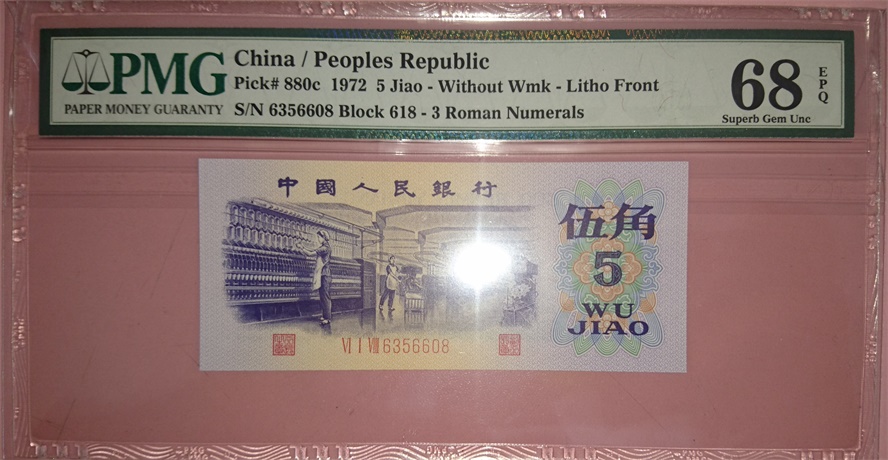 PMG
PAPER MONEY GUARANTY
China / Peoples Republic
Pick# 880c 1972 5 Jiao - Without Wmk - Litho Front
S/N 6356608 Block 618 - 3 Roman Numerals
68 EPQ
Superb Gem Unc
中國人民銀行
伍角
5
WU
JIAO
VI I VIII 6356608